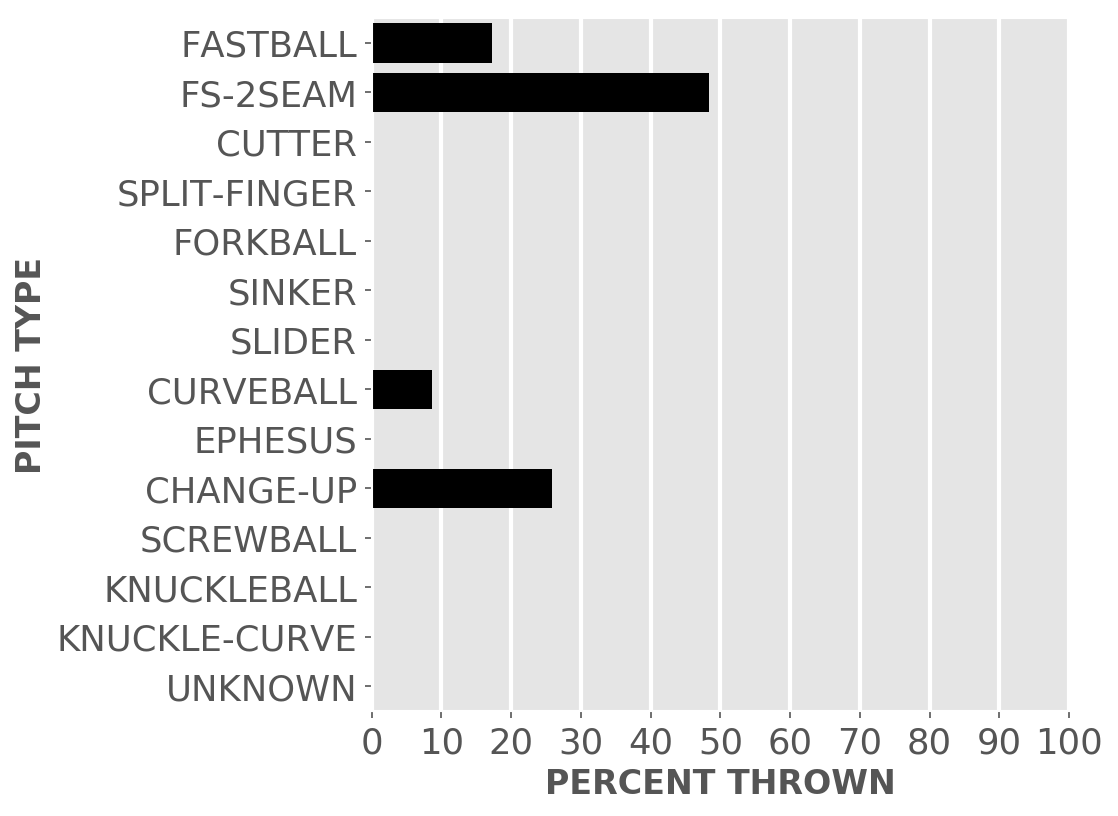 FASTBALL
FS-2SEAM
CUTTER
SPLIT-FINGER
FORKBALL
SINKER
SLIDER
CURVEBALL
EPHESUS
CHANGE-UP
SCREWBALL
KNUCKLEBALL
KNUCKLE-CURVE
UNKNOWN
PITCH TYPE
0 10 20 30 40 50 60 70 80 90 100
PERCENT THROWN